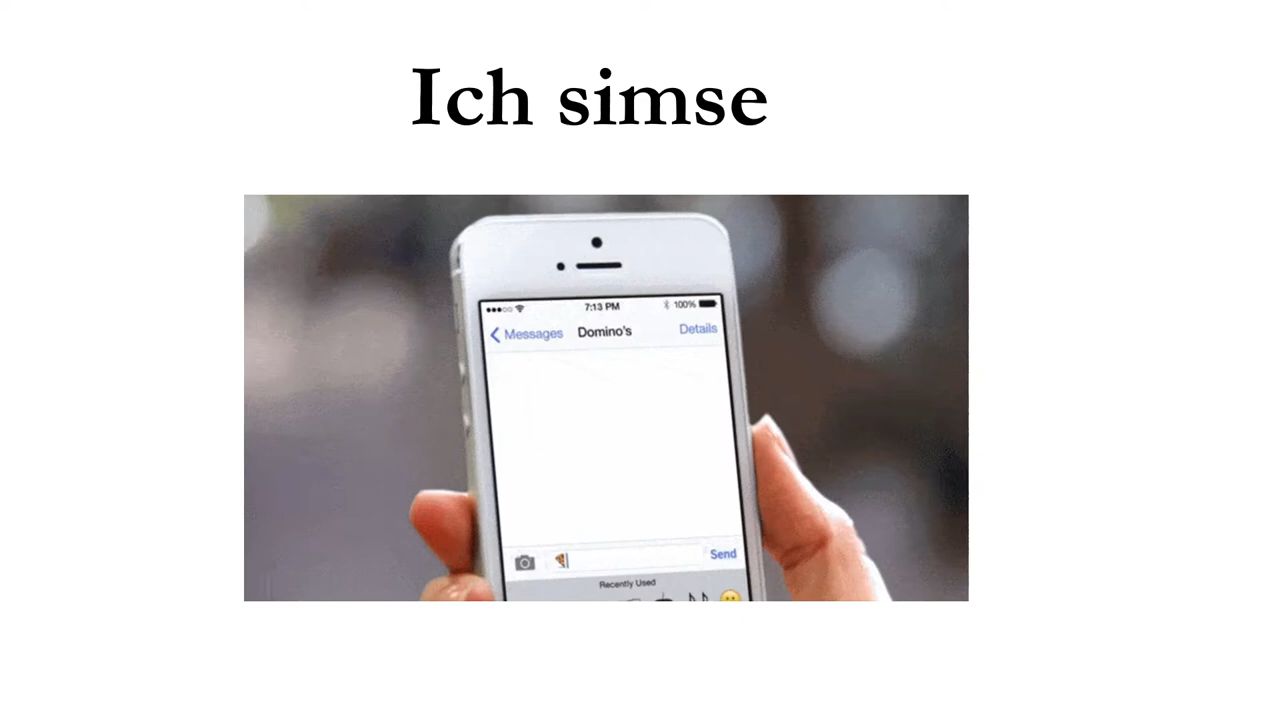 Ich simse
7:13 PM 100%
Messages Domino's Details
Send
Recently Used